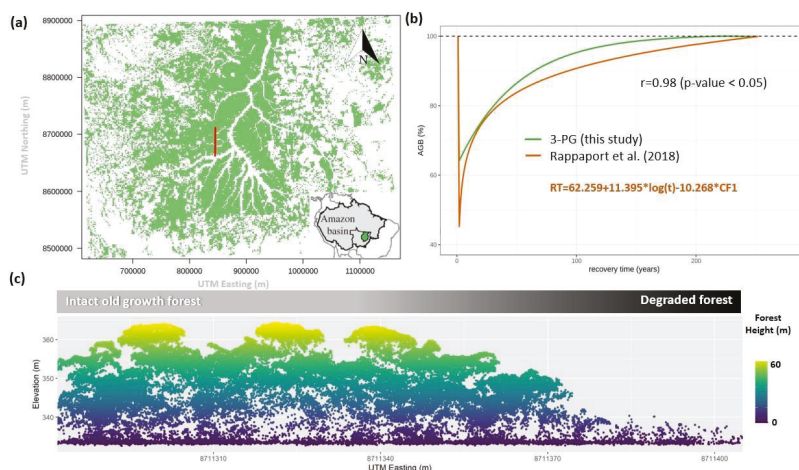 (a)
8900000
8800000
8700000
8600000
8500000
UTM Northing (m)
N
Amazon
basin
700000 800000 900000 1000000 1100000
UTM Easting (m)
(b)
100
80
60
40
AGB (%)
r=0.98 (p-value < 0.05)
3-PG (this study)
Rappaport et al. (2018)
RT=62.259+11.395*log(t)-10.268*CF1
0 100 200
recovery time (years)
(c)
Intact old growth forest Degraded forest
360
350
340
Elevation (m)
8711310 8711340 8711370 8711400
UTM Easting (m)
Forest
Height (m)
60
0